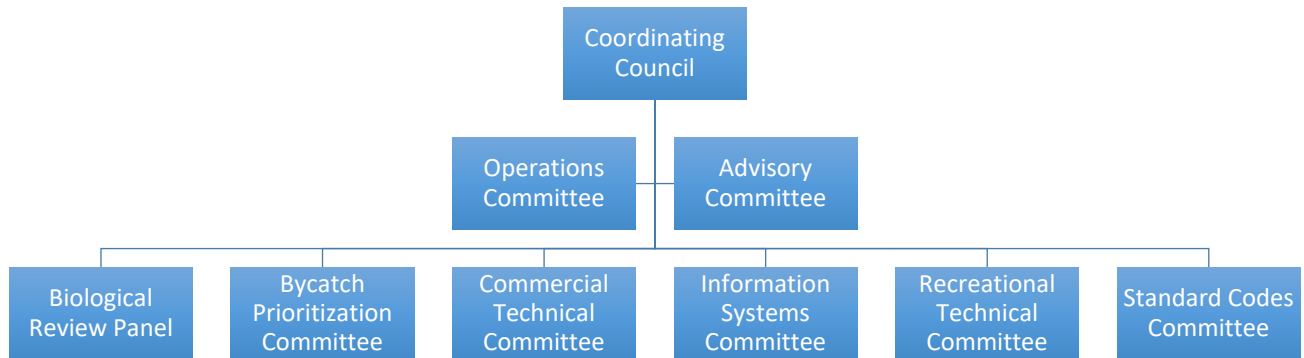 Coordinating
Council
Operations
Committee
Advisory
Committee
Biological
Review Panel
Bycatch
Prioritization
Committee
Commercial
Technical
Committee
Information
Systems
Committee
Recreational
Technical
Committee
Standard Codes
Committee